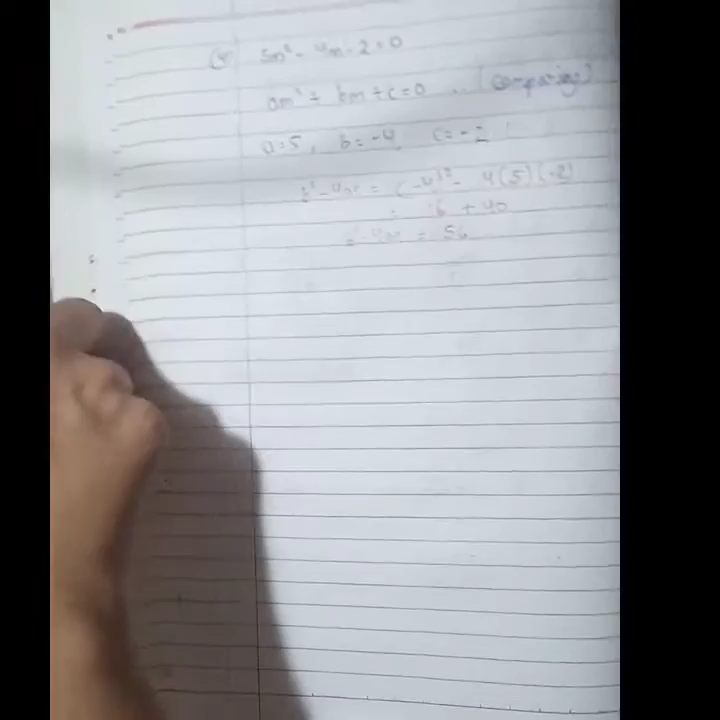 5m² - 4m - 2 = 0
am² + bm + c = 0 ... (comparing)
a = 5, b = -4, c = -2
b² - 4ac = (-4)² - 4(5)(-2)
= 16 + 40
b² - 4ac = 56